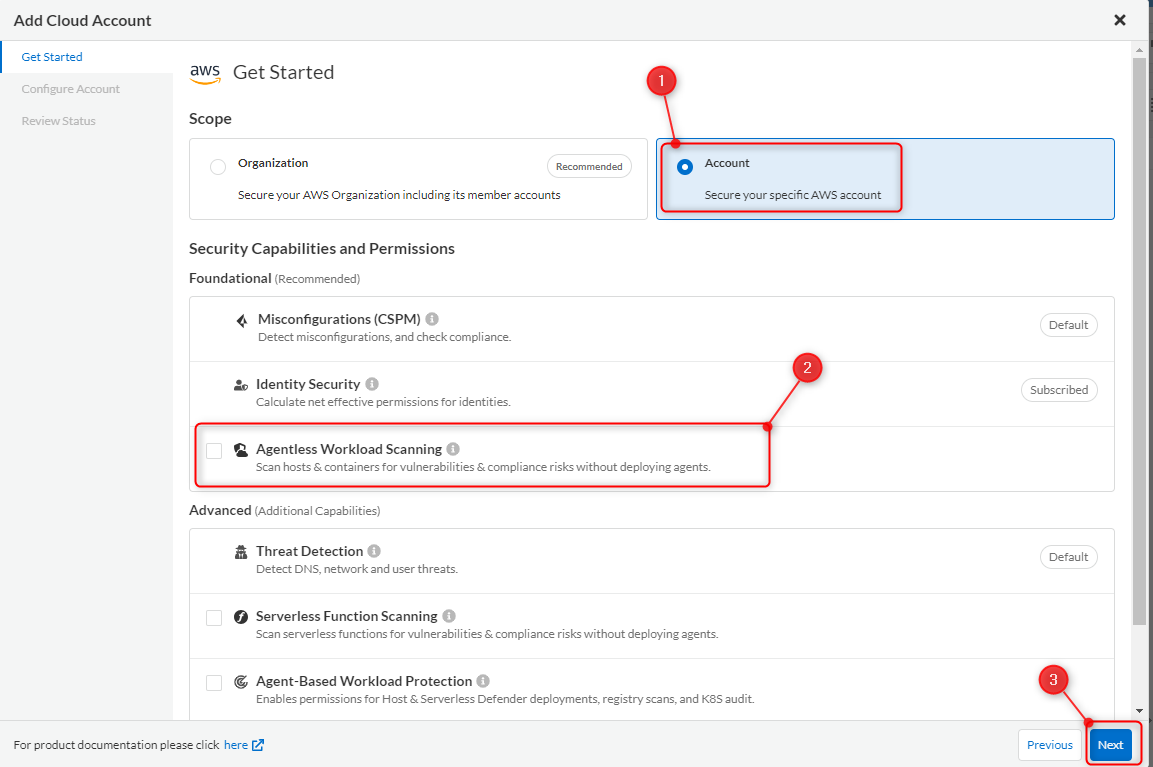 Add Cloud Account
Get Started
Configure Account
Review Status
aws Get Started
1
Scope
Organization
Recommended
Secure your AWS Organization including its member accounts
Account
Secure your specific AWS account
Security Capabilities and Permissions
Foundational (Recommended)
Misconfigurations (CSPM)
Detect misconfigurations, and check compliance.
Default
2
Identity Security
Calculate net effective permissions for identities.
Subscribed
Agentless Workload Scanning
Scan hosts & containers for vulnerabilities & compliance risks without deploying agents.
Advanced (Additional Capabilities)
Threat Detection
Detect DNS, network and user threats.
Default
Serverless Function Scanning
Scan serverless functions for vulnerabilities & compliance risks without deploying agents.
Agent-Based Workload Protection
Enables permissions for Host & Serverless Defender deployments, registry scans, and K8S audit.
3
For product documentation please click here
Previous
Next